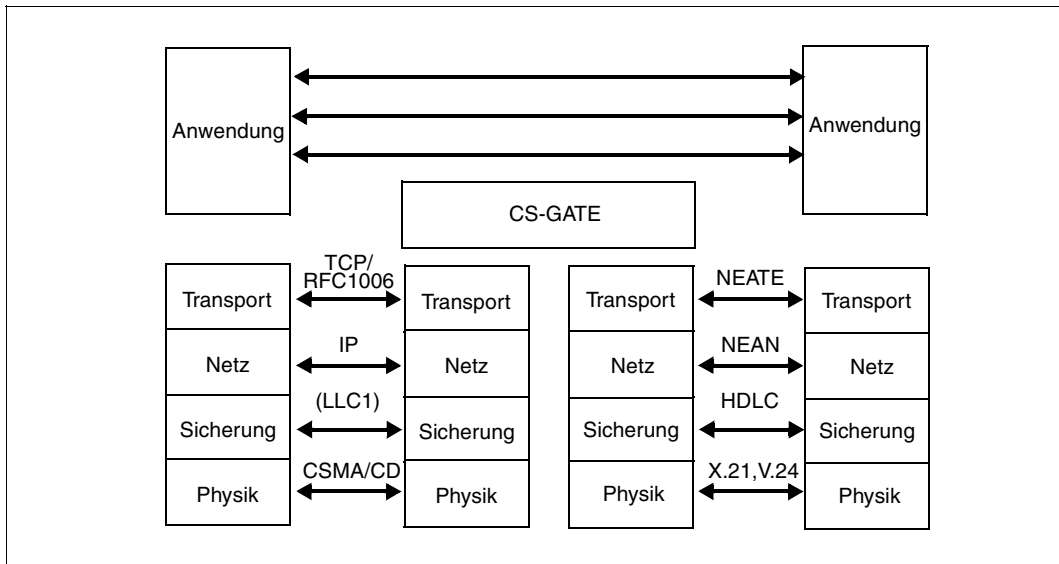 Anwendung
Anwendung
CS-GATE
TCP/
RFC1006
NEATE
Transport
Transport
Transport
Transport
IP
NEAN
Netz
Netz
Netz
Netz
(LLC1)
HDLC
Sicherung
Sicherung
Sicherung
Sicherung
CSMA/CD
X.21,V.24
Physik
Physik
Physik
Physik